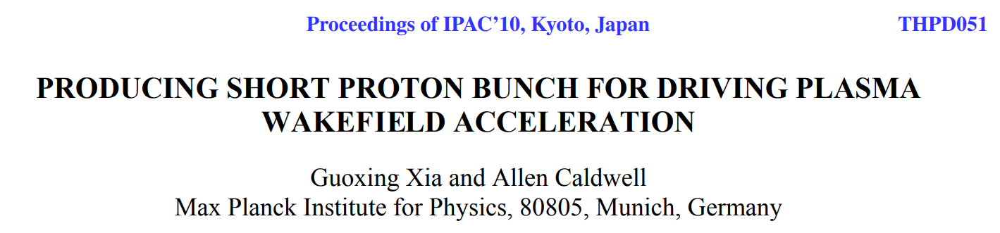 Proceedings of IPAC’10, Kyoto, Japan THPD051
PRODUCING SHORT PROTON BUNCH FOR DRIVING PLASMA
WAKEFIELD ACCELERATION
Guoxing Xia and Allen Caldwell
Max Planck Institute for Physics, 80805, Munich, Germany